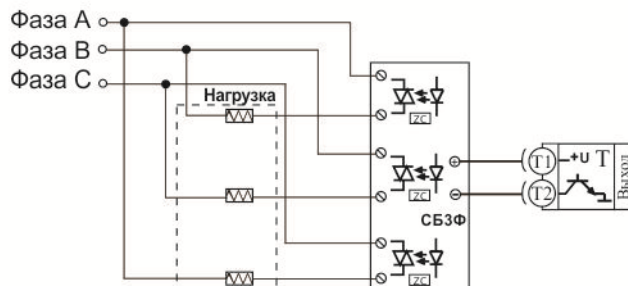 Фаза А
Фаза В
Фаза С
Нагрузка
ZC
ZC
ZC
+
−
СБ3Ф
T1
T2
+U T
Выход